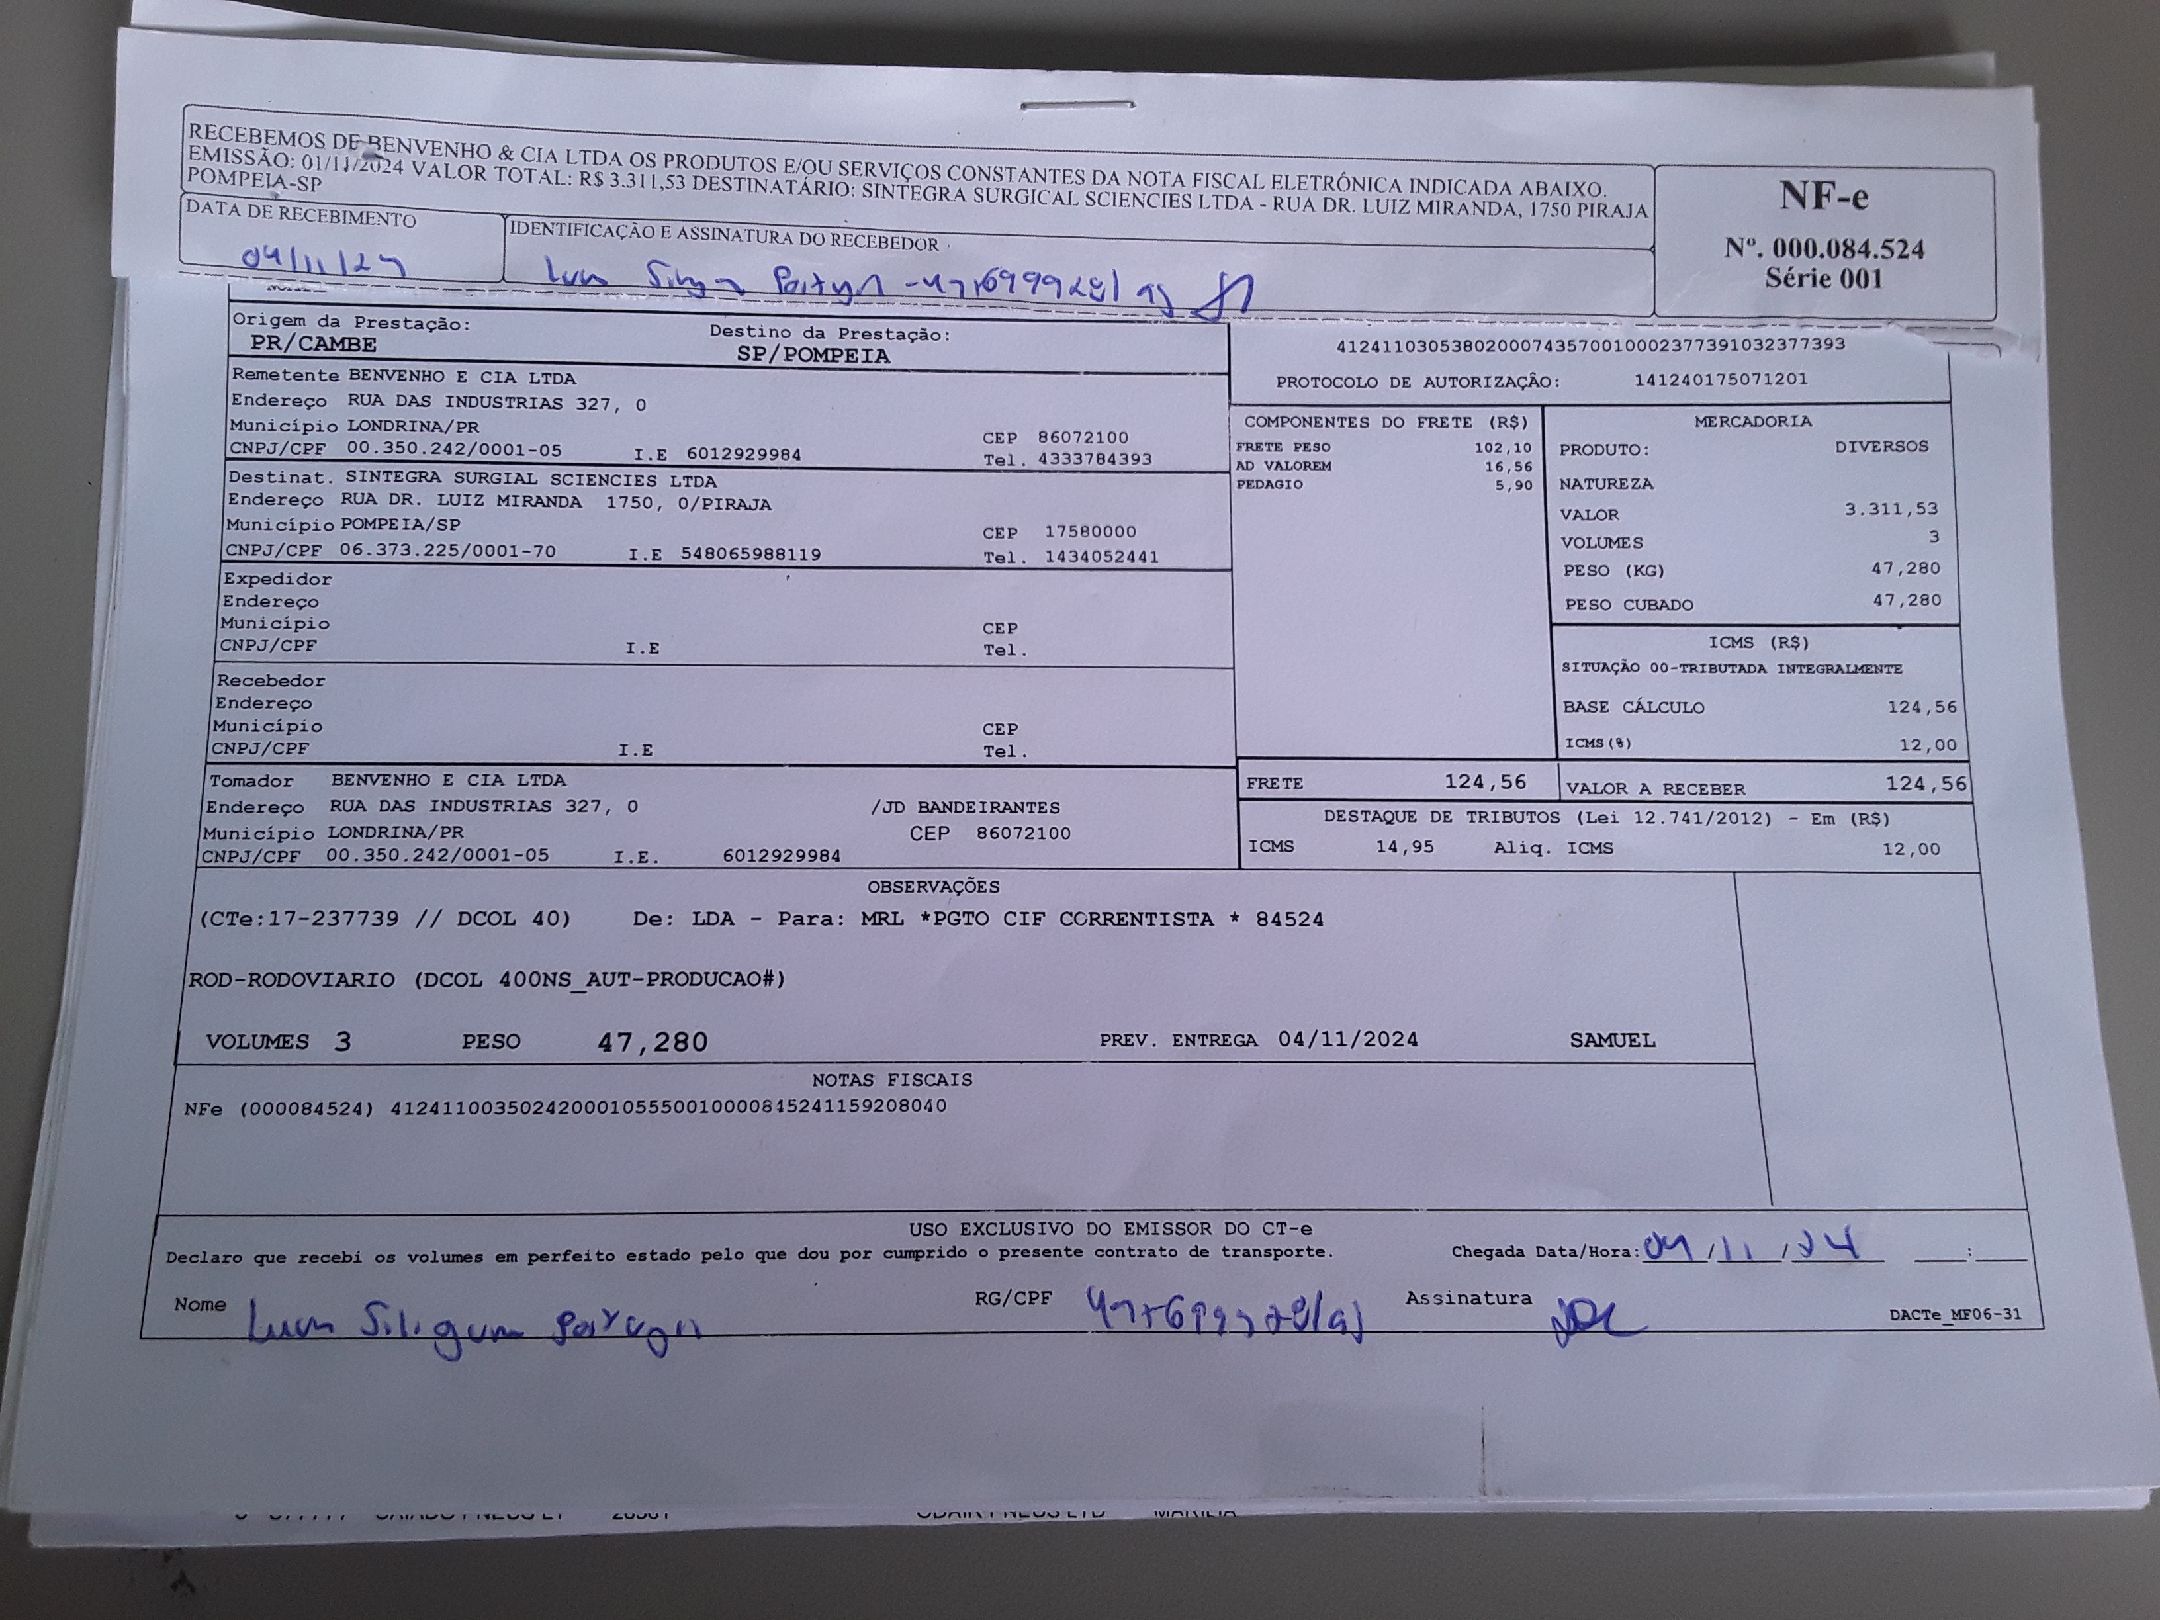 RECEBEMOS DE BENVENHO & CIA LTDA OS PRODUTOS E/OU SERVIÇOS CONSTANTES DA NOTA FISCAL ELETRÔNICA INDICADA ABAIXO.
EMISSÃO: 01/11/2024 VALOR TOTAL: R$ 3.311,53 DESTINATÁRIO: SINTEGRA SURGICAL SCIENCIES LTDA - RUA DR. LUIZ MIRANDA, 1750 PIRAJA
POMPEIA-SP
NF-e
Nº. 000.084.524
Série 001
DATA DE RECEBIMENTO
04/11/24
IDENTIFICAÇÃO E ASSINATURA DO RECEBEDOR
Origem da Prestação:
PR/CAMBE
Destino da Prestação:
SP/POMPEIA
41241103053802000743570010002377391032377393
PROTOCOLO DE AUTORIZAÇÃO: 141240175071201
Remetente BENVENHO E CIA LTDA
Endereço RUA DAS INDUSTRIAS 327, 0
Município LONDRINA/PR CEP 86072100
CNPJ/CPF 00.350.242/0001-05 I.E 6012929984 Tel. 4333784393
Destinat. SINTEGRA SURGIAL SCIENCIES LTDA
Endereço RUA DR. LUIZ MIRANDA 1750, 0/PIRAJA
Município POMPEIA/SP CEP 17580000
CNPJ/CPF 06.373.225/0001-70 I.E 548065988119 Tel. 1434052441
Expedidor
Endereço
Município CEP
CNPJ/CPF I.E Tel.
Recebedor
Endereço
Município CEP
CNPJ/CPF I.E Tel.
Tomador BENVENHO E CIA LTDA
Endereço RUA DAS INDUSTRIAS 327, 0 /JD BANDEIRANTES
Município LONDRINA/PR CEP 86072100
CNPJ/CPF 00.350.242/0001-05 I.E. 6012929984
COMPONENTES DO FRETE (R$)
FRETE PESO 102,10
AD VALOREM 16,56
PEDAGIO 5,90
MERCADORIA
PRODUTO: DIVERSOS
NATUREZA
VALOR 3.311,53
VOLUMES 3
PESO (KG) 47,280
PESO CUBADO 47,280
ICMS (R$)
SITUAÇÃO 00-TRIBUTADA INTEGRALMENTE
BASE CÁLCULO 124,56
ICMS(%) 12,00
FRETE 124,56 VALOR A RECEBER 124,56
DESTAQUE DE TRIBUTOS (Lei 12.741/2012) - Em (R$)
ICMS 14,95 Aliq. ICMS 12,00
OBSERVAÇÕES
(CTe:17-237739 // DCOL 40) De: LDA - Para: MRL *PGTO CIF CORRENTISTA * 84524
ROD-RODOVIARIO (DCOL 400NS_AUT-PRODUCAO#)
VOLUMES 3 PESO 47,280 PREV. ENTREGA 04/11/2024 SAMUEL
NOTAS FISCAIS
NFe (000084524) 41241100350242000105550010000845241159208040
USO EXCLUSIVO DO EMISSOR DO CT-e
Declaro que recebi os volumes em perfeito estado pelo que dou por cumprido o presente contrato de transporte. Chegada Data/Hora: 04/11/24 __:__
Nome RG/CPF Assinatura
DACTe_MF06-31